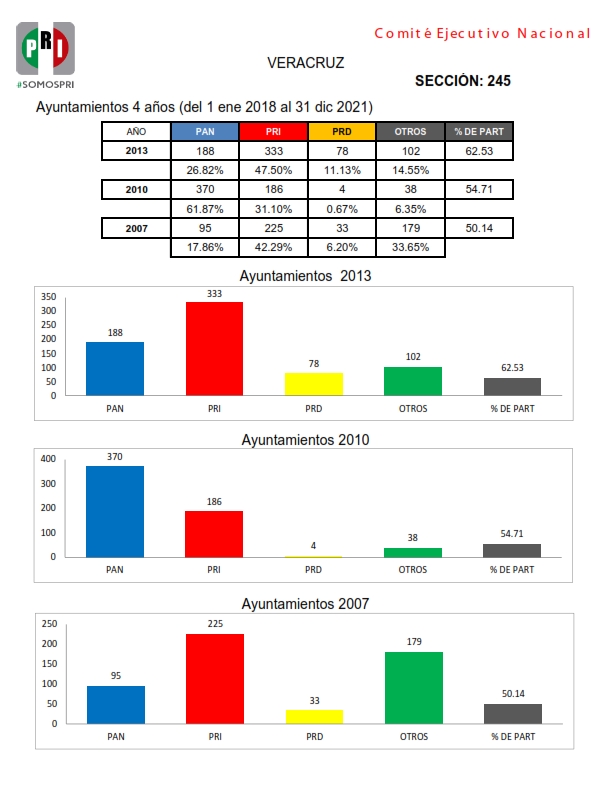 Comité Ejecutivo Nacional
PRI
#SOMOSPRI
VERACRUZ
SECCIÓN: 245
Ayuntamientos 4 años (del 1 ene 2018 al 31 dic 2021)
AÑO PAN PRI PRD OTROS % DE PART
2013 188 333 78 102 62.53
26.82% 47.50% 11.13% 14.55%
2010 370 186 4 38 54.71
61.87% 31.10% 0.67% 6.35%
2007 95 225 33 179 50.14
17.86% 42.29% 6.20% 33.65%
Ayuntamientos 2013
350
300
250
200
150
100
50
0
188 333 78 102 62.53
PAN PRI PRD OTROS % DE PART
Ayuntamientos 2010
400
300
200
100
0
370 186 4 38 54.71
PAN PRI PRD OTROS % DE PART
Ayuntamientos 2007
250
200
150
100
50
0
95 225 33 179 50.14
PAN PRI PRD OTROS % DE PART